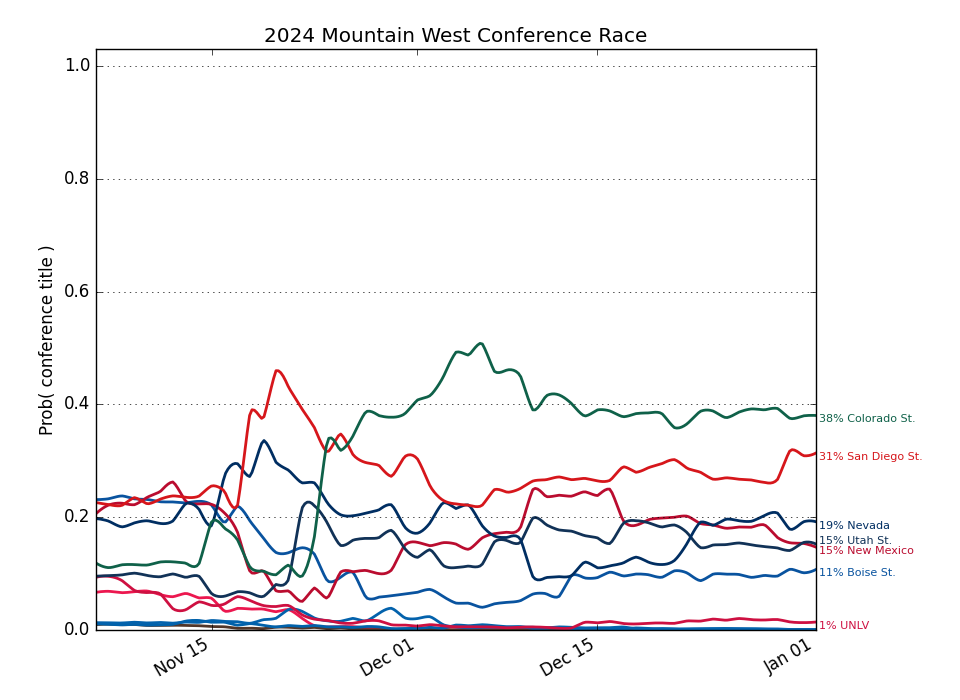 2024 Mountain West Conference Race
Prob( conference title )
1.0
0.8
0.6
0.4
0.2
0.0
Nov 15
Dec 01
Dec 15
Jan 01
38% Colorado St.
31% San Diego St.
19% Nevada
15% Utah St.
15% New Mexico
11% Boise St.
1% UNLV